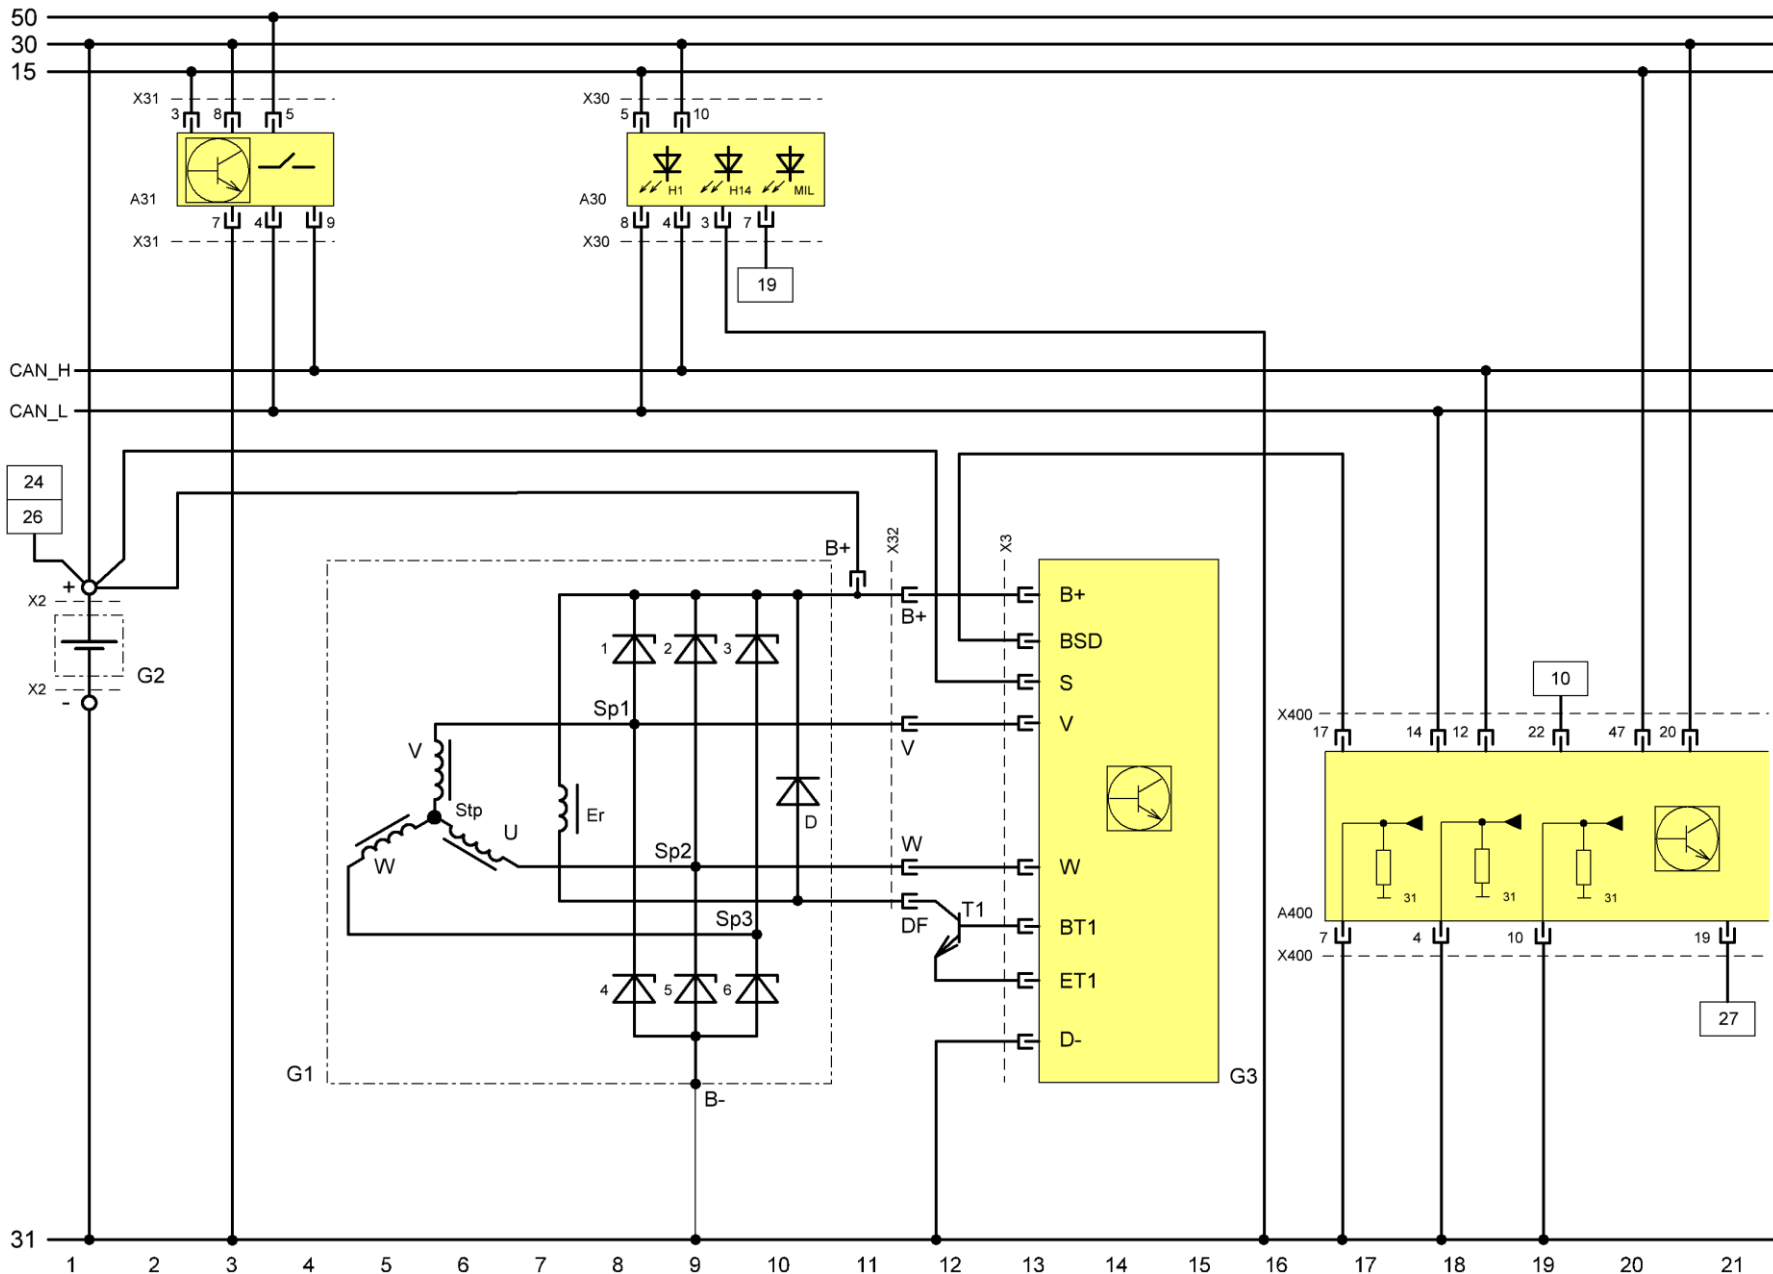 50
30
15
X31
3 8 5
A31
7 4 9
X31
X30
5 10
H1 H14 MIL
A30
8 4 3 7
X30
19
CAN_H
CAN_L
24
26
+
X2
G2
X2
-
B+
X32
X3
B+
B+
BSD
S
V
W
BT1
ET1
D-
G3
1 2 3
Sp1
V
V
Stp
U
W
Er
D
Sp2
W
Sp3
DF
T1
4 5 6
G1
B-
10
X400
17 14 12 22 47 20
31 31 31
A400
7 4 10 19
X400
27
31
1 2 3 4 5 6 7 8 9 10 11 12 13 14 15 16 17 18 19 20 21